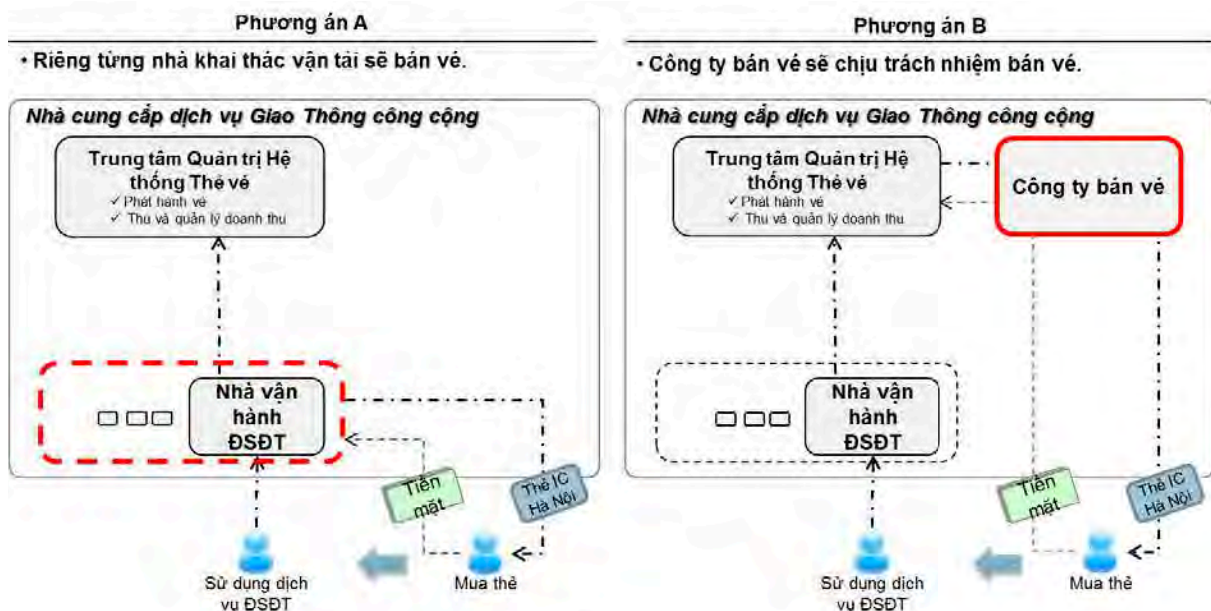 Phương án A
• Riêng từng nhà khai thác vận tải sẽ bán vé.
Nhà cung cấp dịch vụ Giao Thông công cộng
Trung tâm Quản trị Hệ
thống Thẻ vé
✓ Phát hành vé
✓ Thu và quản lý doanh thu
Nhà vận
hành
ĐSĐT
Tiền
mặt
Thẻ IC
Hà Nội
Sử dụng dịch
vụ ĐSĐT
Mua thẻ
Phương án B
• Công ty bán vé sẽ chịu trách nhiệm bán vé.
Nhà cung cấp dịch vụ Giao Thông công cộng
Trung tâm Quản trị Hệ
thống Thẻ vé
✓ Phát hành vé
✓ Thu và quản lý doanh thu
Công ty bán vé
Nhà vận
hành
ĐSĐT
Tiền
mặt
Thẻ IC
Hà Nội
Sử dụng dịch
vụ ĐSĐT
Mua thẻ